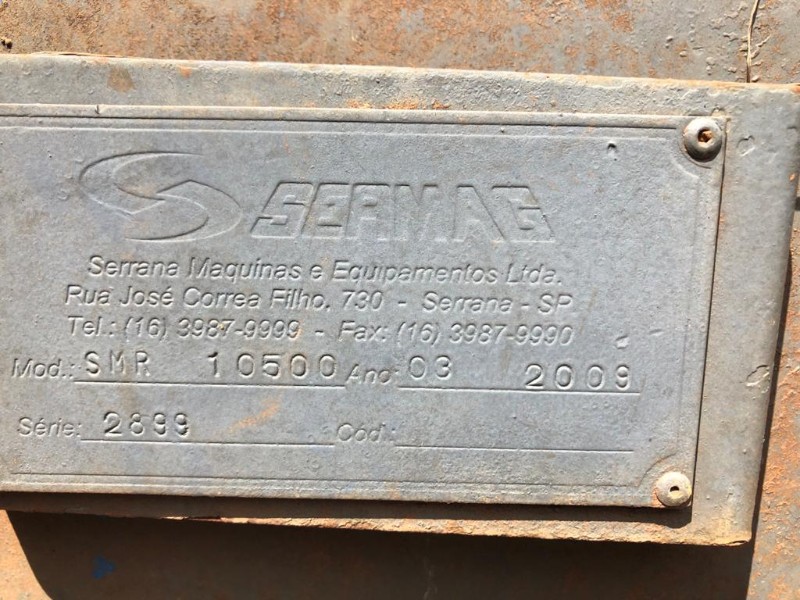 SERMAG
Serrana Maquinas e Equipamentos Ltda.
Rua José Correa Filho, 730 - Serrana - SP
Tel.: (16) 3987-9999 - Fax: (16) 3987-9990
Mod.: SMR 10500 Ano: 03 2009
Série: 2899 Cód.: